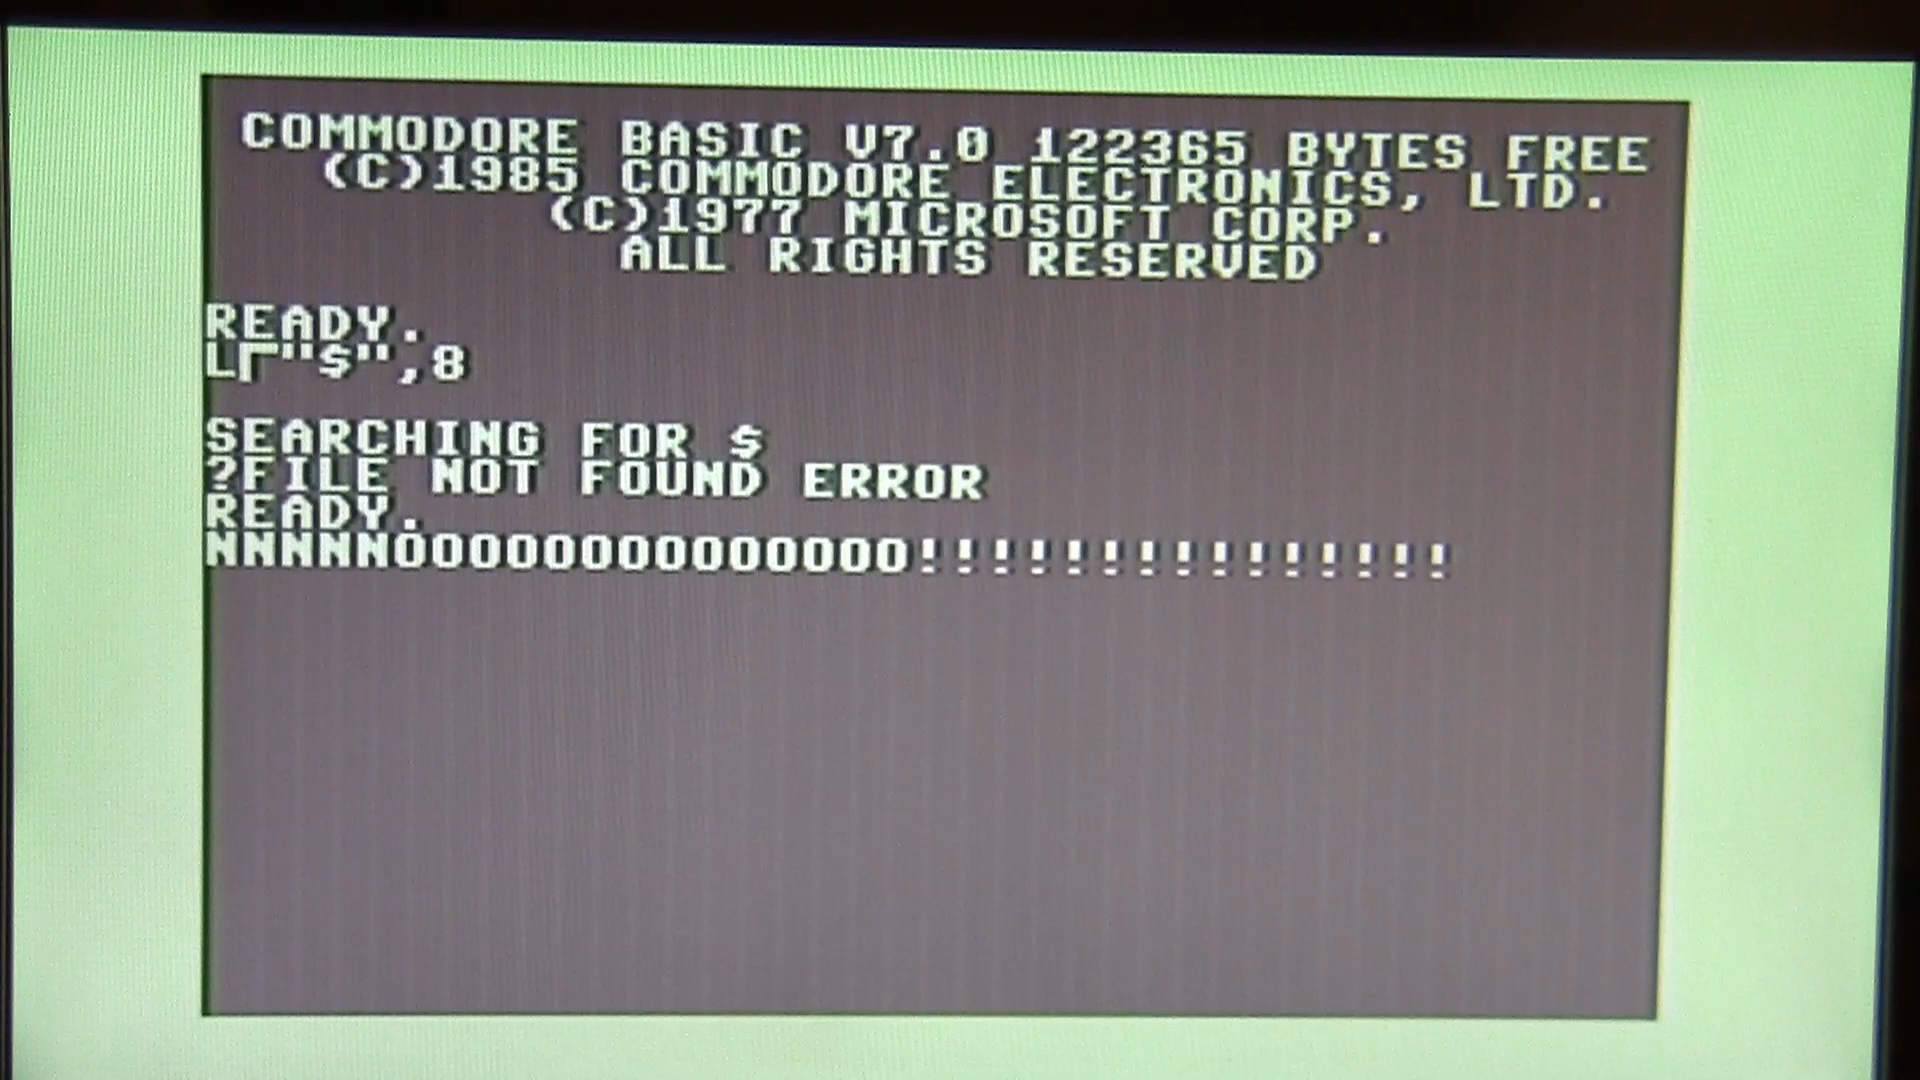 COMMODORE BASIC V7.0 122365 BYTES FREE
(C)1985 COMMODORE ELECTRONICS, LTD.
(C)1977 MICROSOFT CORP.
ALL RIGHTS RESERVED
READY.
L┌"$",8
SEARCHING FOR $
?FILE NOT FOUND ERROR
READY.
NNNNNOOOOOOOOOOOOOO!!!!!!!!!!!!!!!